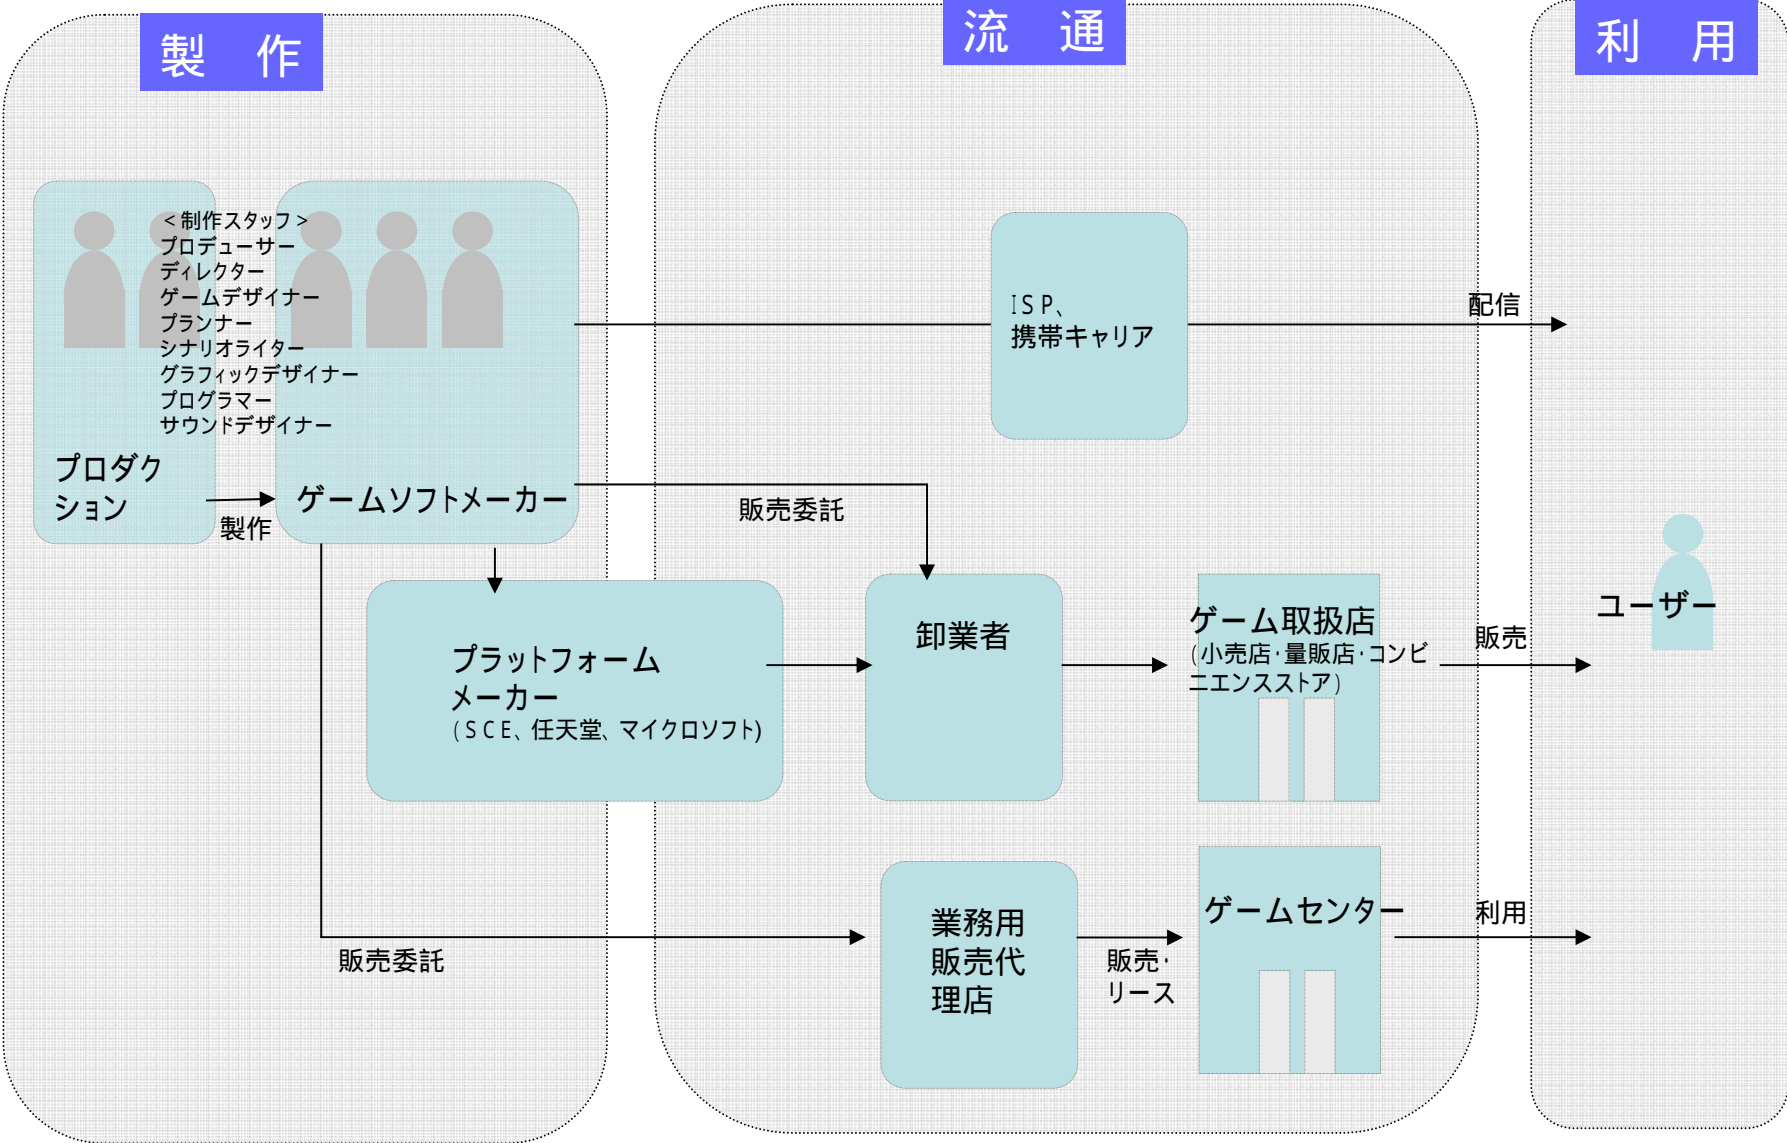 製　作
流　通
利　用
＜制作スタッフ＞
プロデューサー
ディレクター
ゲームデザイナー
プランナー
シナリオライター
グラフィックデザイナー
プログラマー
サウンドデザイナー
プロダク
ション
製作
ゲームソフトメーカー
ＩＳＰ、
携帯キャリア
配信
販売委託
プラットフォーム
メーカー
（ＳＣＥ、任天堂、マイクロソフト）
卸業者
ゲーム取扱店
（小売店・量販店・コンビ
ニエンスストア）
販売
ユーザー
販売委託
業務用
販売代
理店
販売・
リース
ゲームセンター
利用